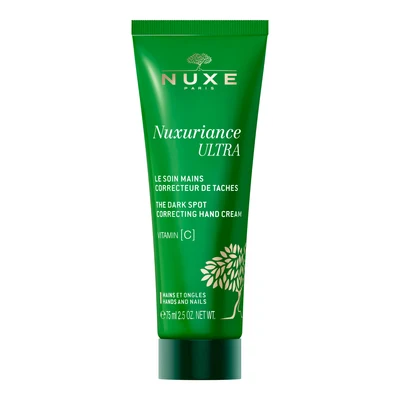 NUXE
PARIS
Nuxuriance
ULTRA
LE SOIN MAINS
CORRECTEUR DE TACHES
THE DARK SPOT
CORRECTING HAND CREAM
VITAMIN [C]
MAINS ET ONGLES
HANDS AND NAILS
℮ 75 ml 2.5 OZ. NET WT.